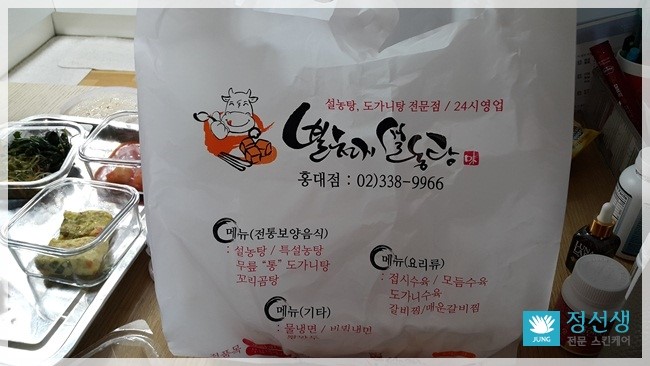 설농탕, 도가니탕 전문점 / 24시영업
별난대 쌀농탕 味
홍대점 : 02)338-9966
메뉴(전통보양음식)
: 설농탕 / 특설농탕
무릎 "통" 도가니탕
꼬리곰탕
메뉴(요리류)
: 접시수육 / 모듬수육
도가니수육
갈비찜/매운갈비찜
메뉴(기타)
: 물냉면 / 비빔냉면
JUNG
정선생
전문 스킨케어